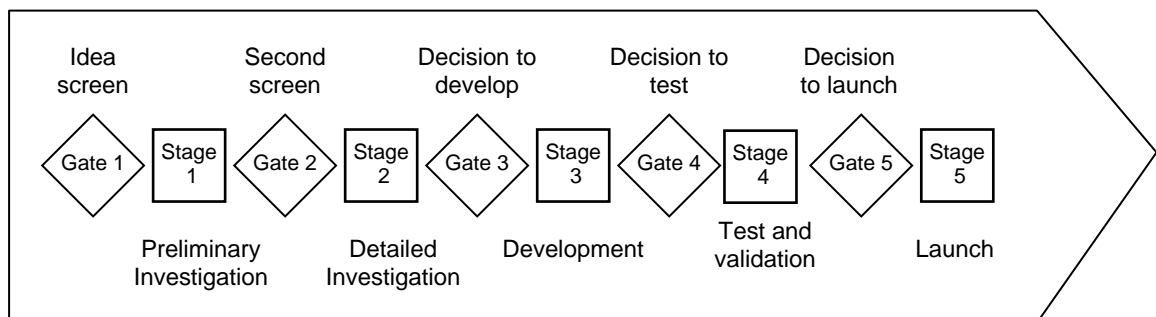 Idea
screen
Second
screen
Decision to
develop
Decision to
test
Decision
to launch
Gate 1
Stage
1
Gate 2
Stage
2
Gate 3
Stage
3
Gate 4
Stage
4
Gate 5
Stage
5
Preliminary
Investigation
Detailed
Investigation
Development
Test and
validation
Launch